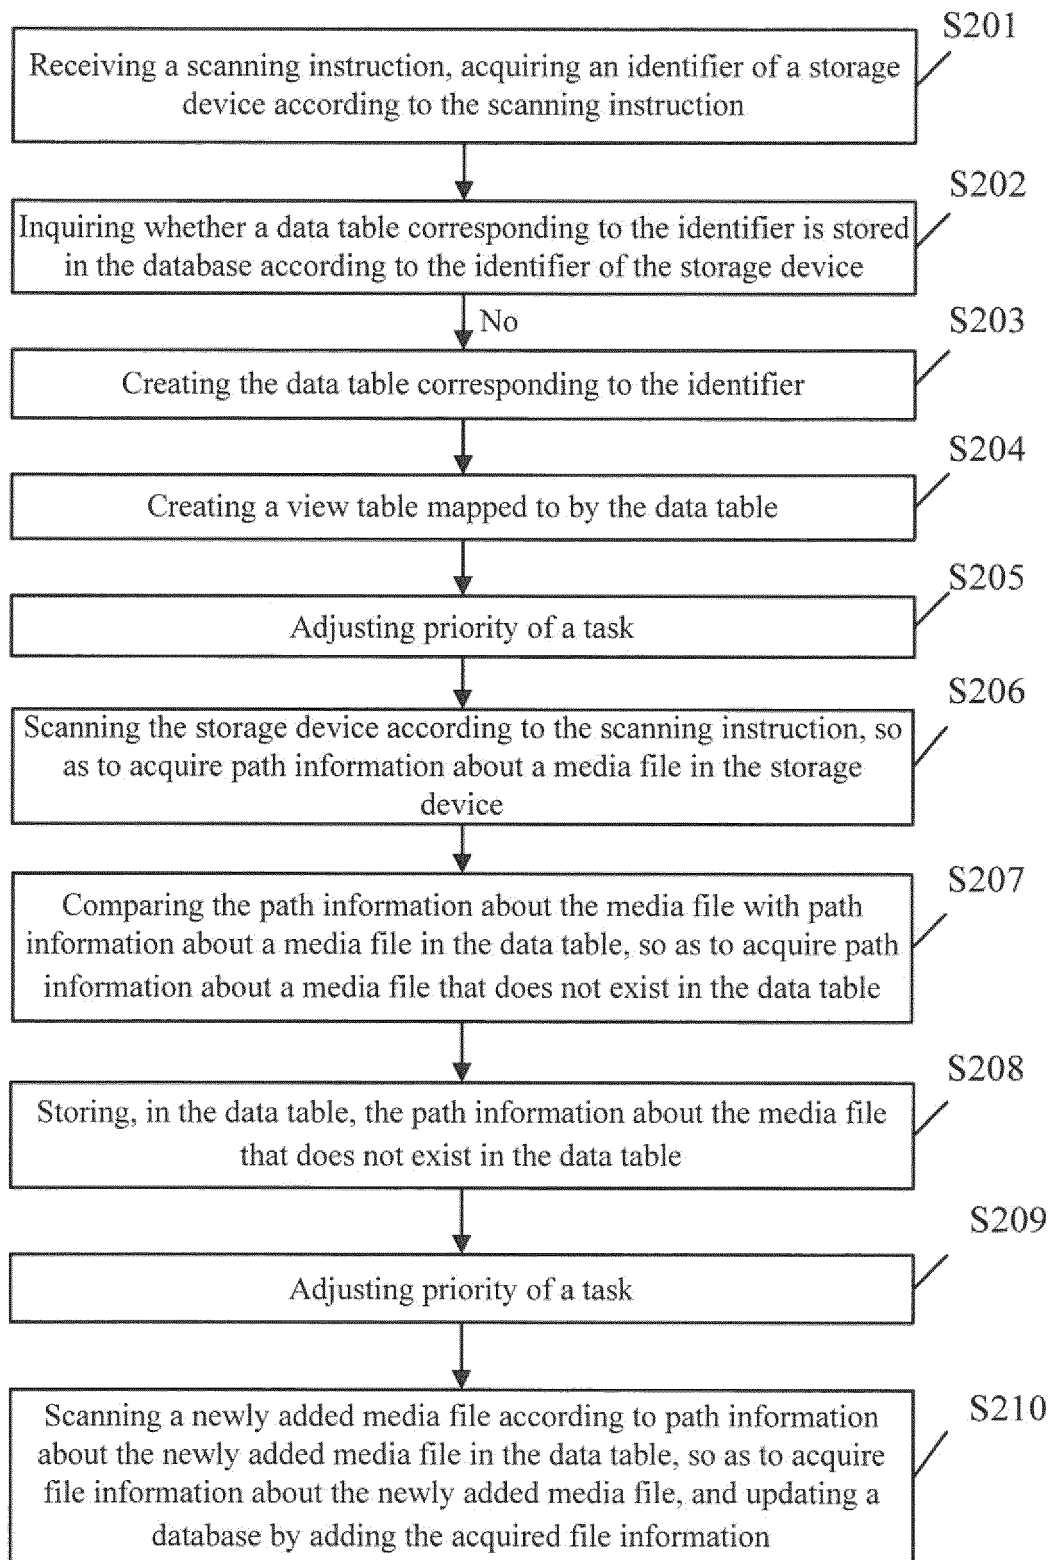 S201
Receiving a scanning instruction, acquiring an identifier of a storage
device according to the scanning instruction
S202
Inquiring whether a data table corresponding to the identifier is stored
in the database according to the identifier of the storage device
No
S203
Creating the data table corresponding to the identifier
S204
Creating a view table mapped to by the data table
S205
Adjusting priority of a task
S206
Scanning the storage device according to the scanning instruction, so
as to acquire path information about a media file in the storage
device
S207
Comparing the path information about the media file with path
information about a media file in the data table, so as to acquire path
information about a media file that does not exist in the data table
S208
Storing, in the data table, the path information about the media file
that does not exist in the data table
S209
Adjusting priority of a task
S210
Scanning a newly added media file according to path information
about the newly added media file in the data table, so as to acquire
file information about the newly added media file, and updating a
database by adding the acquired file information